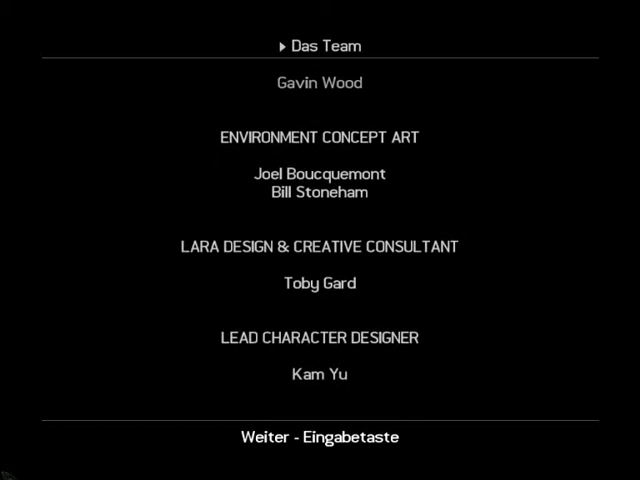 Das Team
Gavin Wood
ENVIRONMENT CONCEPT ART
Joel Boucquemont
Bill Stoneham
LARA DESIGN & CREATIVE CONSULTANT
Toby Gard
LEAD CHARACTER DESIGNER
Kam Yu
Weiter - Eingabetaste